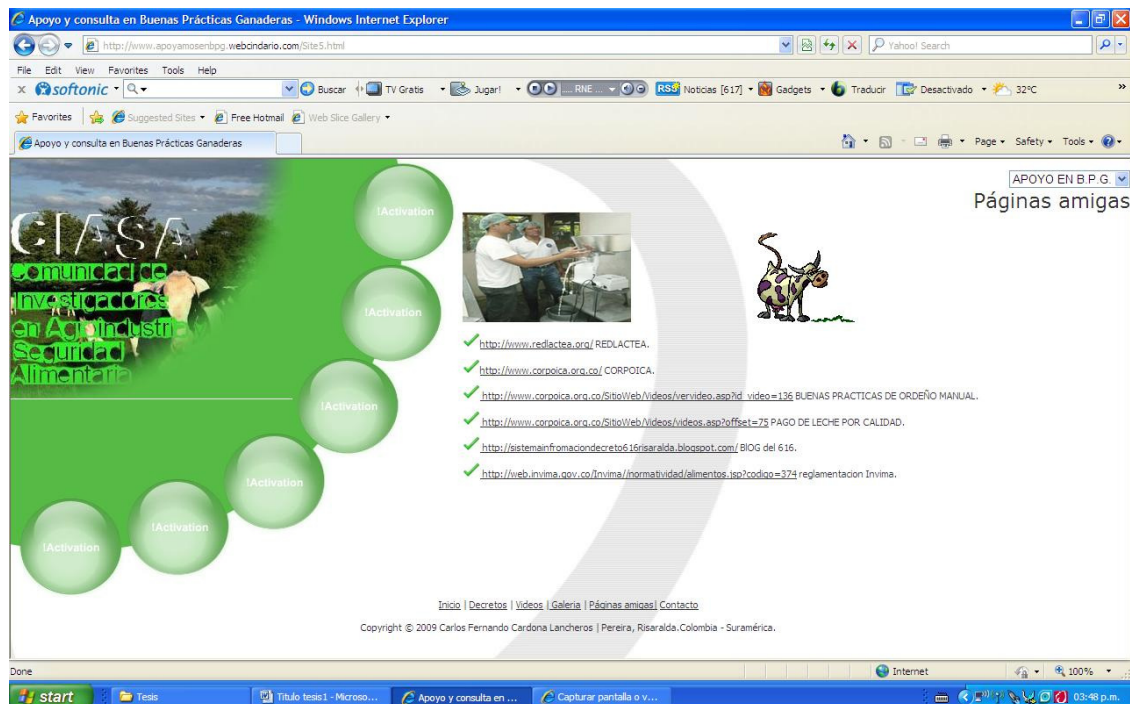 Apoyo y consulta en Buenas Prácticas Ganaderas - Windows Internet Explorer
http://www.apoyamosenbpg.webcindario.com/Site5.html
Yahoo! Search
File Edit View Favorites Tools Help
x softonic Buscar TV Gratis Jugar! .... RNE ... RSS Noticias [617] Gadgets Traducir Desactivado 32ºC »
Favorites Suggested Sites Free Hotmail Web Slice Gallery
Apoyo y consulta en Buenas Prácticas Ganaderas
Page Safety Tools
APOYO EN B.P.G.
Páginas amigas
CIASA
Comunidad de
Investigadores
en Agroindustria
Seguridad
Alimentaria
!Activation
!Activation
!Activation
!Activation
!Activation
!Activation
http://www.redlactea.org/ REDLACTEA.
http://www.corpoica.org.co/ CORPOICA.
http://www.corpoica.org.co/SitioWeb/Videos/vervideo.asp?id_video=136 BUENAS PRACTICAS DE ORDEÑO MANUAL.
http://www.corpoica.org.co/SitioWeb/Videos/videos.asp?offset=75 PAGO DE LECHE POR CALIDAD.
http://sistemainfromaciondecreto616risaralda.blogspot.com/ BlOG del 616.
http://web.invima.gov.co/Invima//normatividad/alimentos.jsp?codigo=374 reglamentacion Invima.
Inicio | Decretos | Videos | Galeria | Páginas amigas| Contacto
Copyright © 2009 Carlos Fernando Cardona Lancheros | Pereira, Risaralda.Colombia - Suramérica.
Done
Internet
100%
start
Tesis
Titulo tesis1 - Microso...
Apoyo y consulta en ...
Capturar pantalla o v...
03:48 p.m.